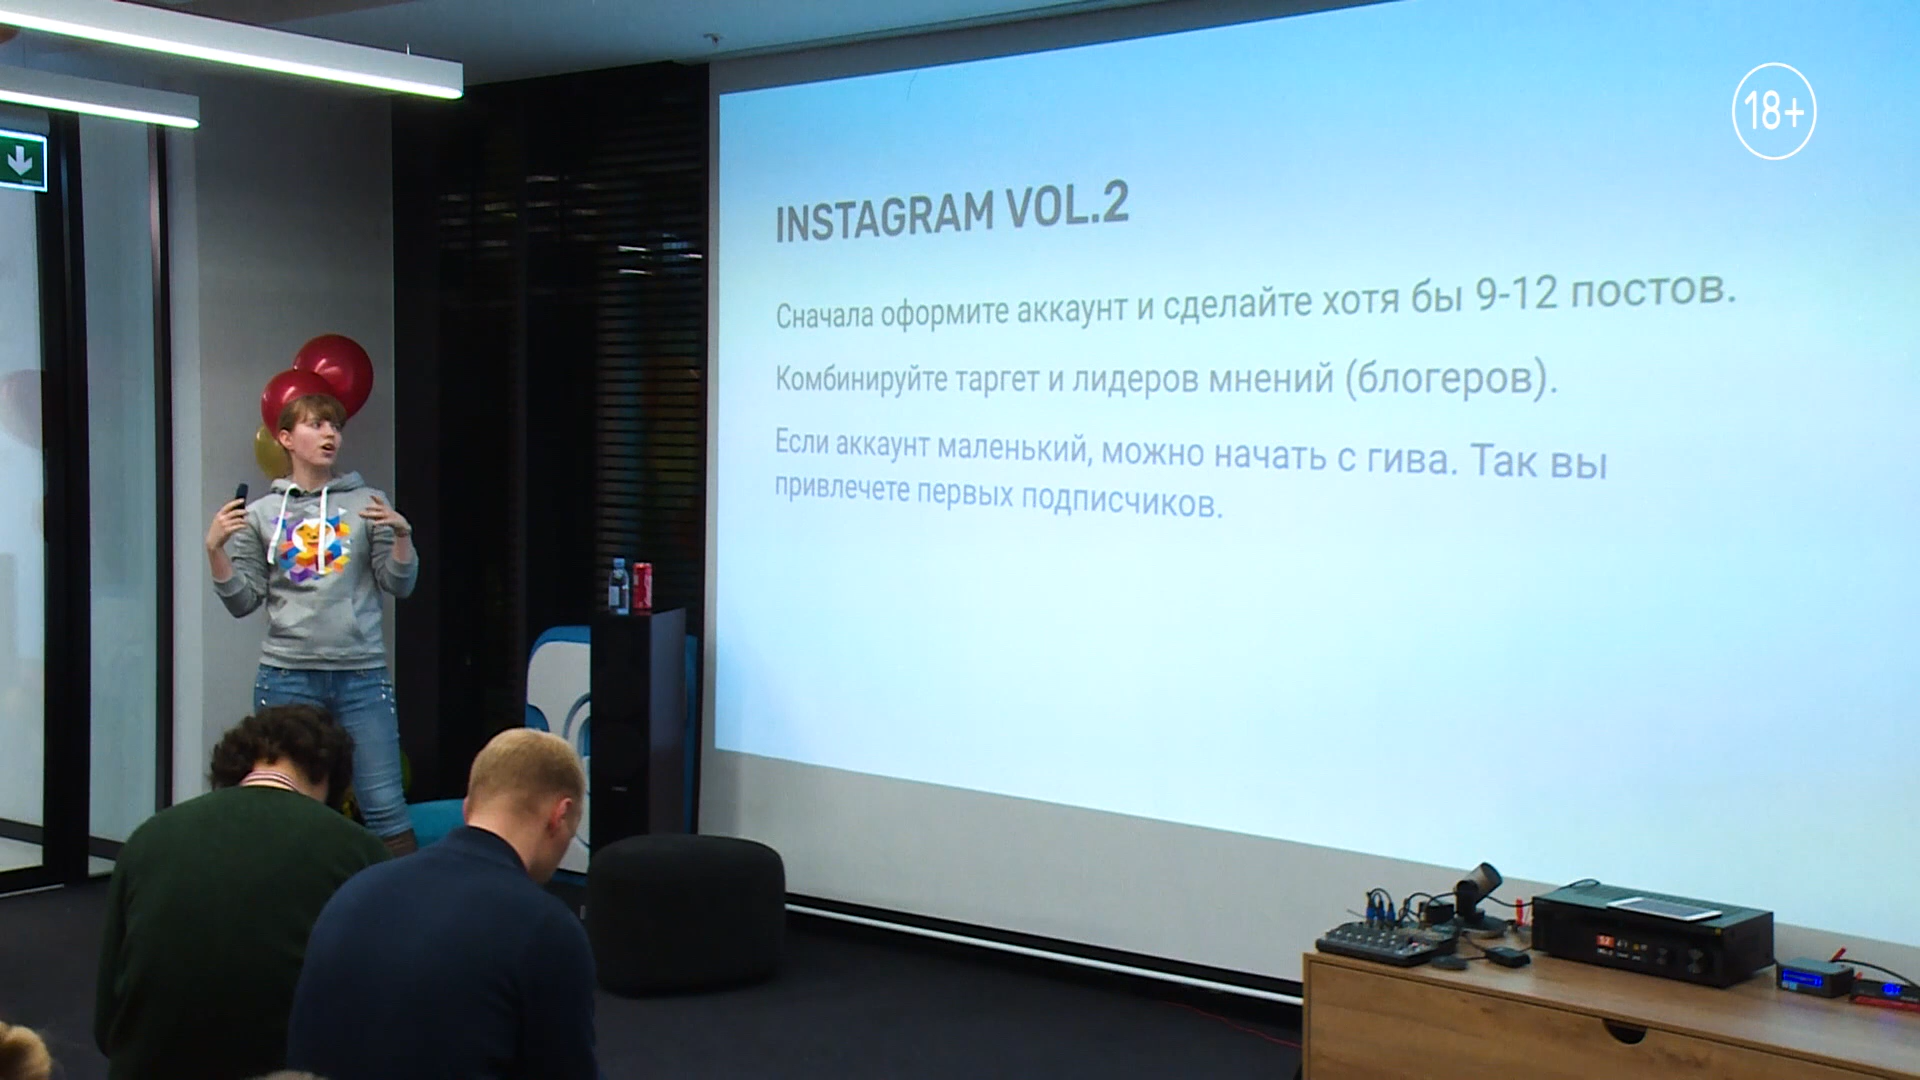 18+
INSTAGRAM VOL.2
Сначала оформите аккаунт и сделайте хотя бы 9-12 постов.
Комбинируйте таргет и лидеров мнений (блогеров).
Если аккаунт маленький, можно начать с гива. Так вы
привлечете первых подписчиков.